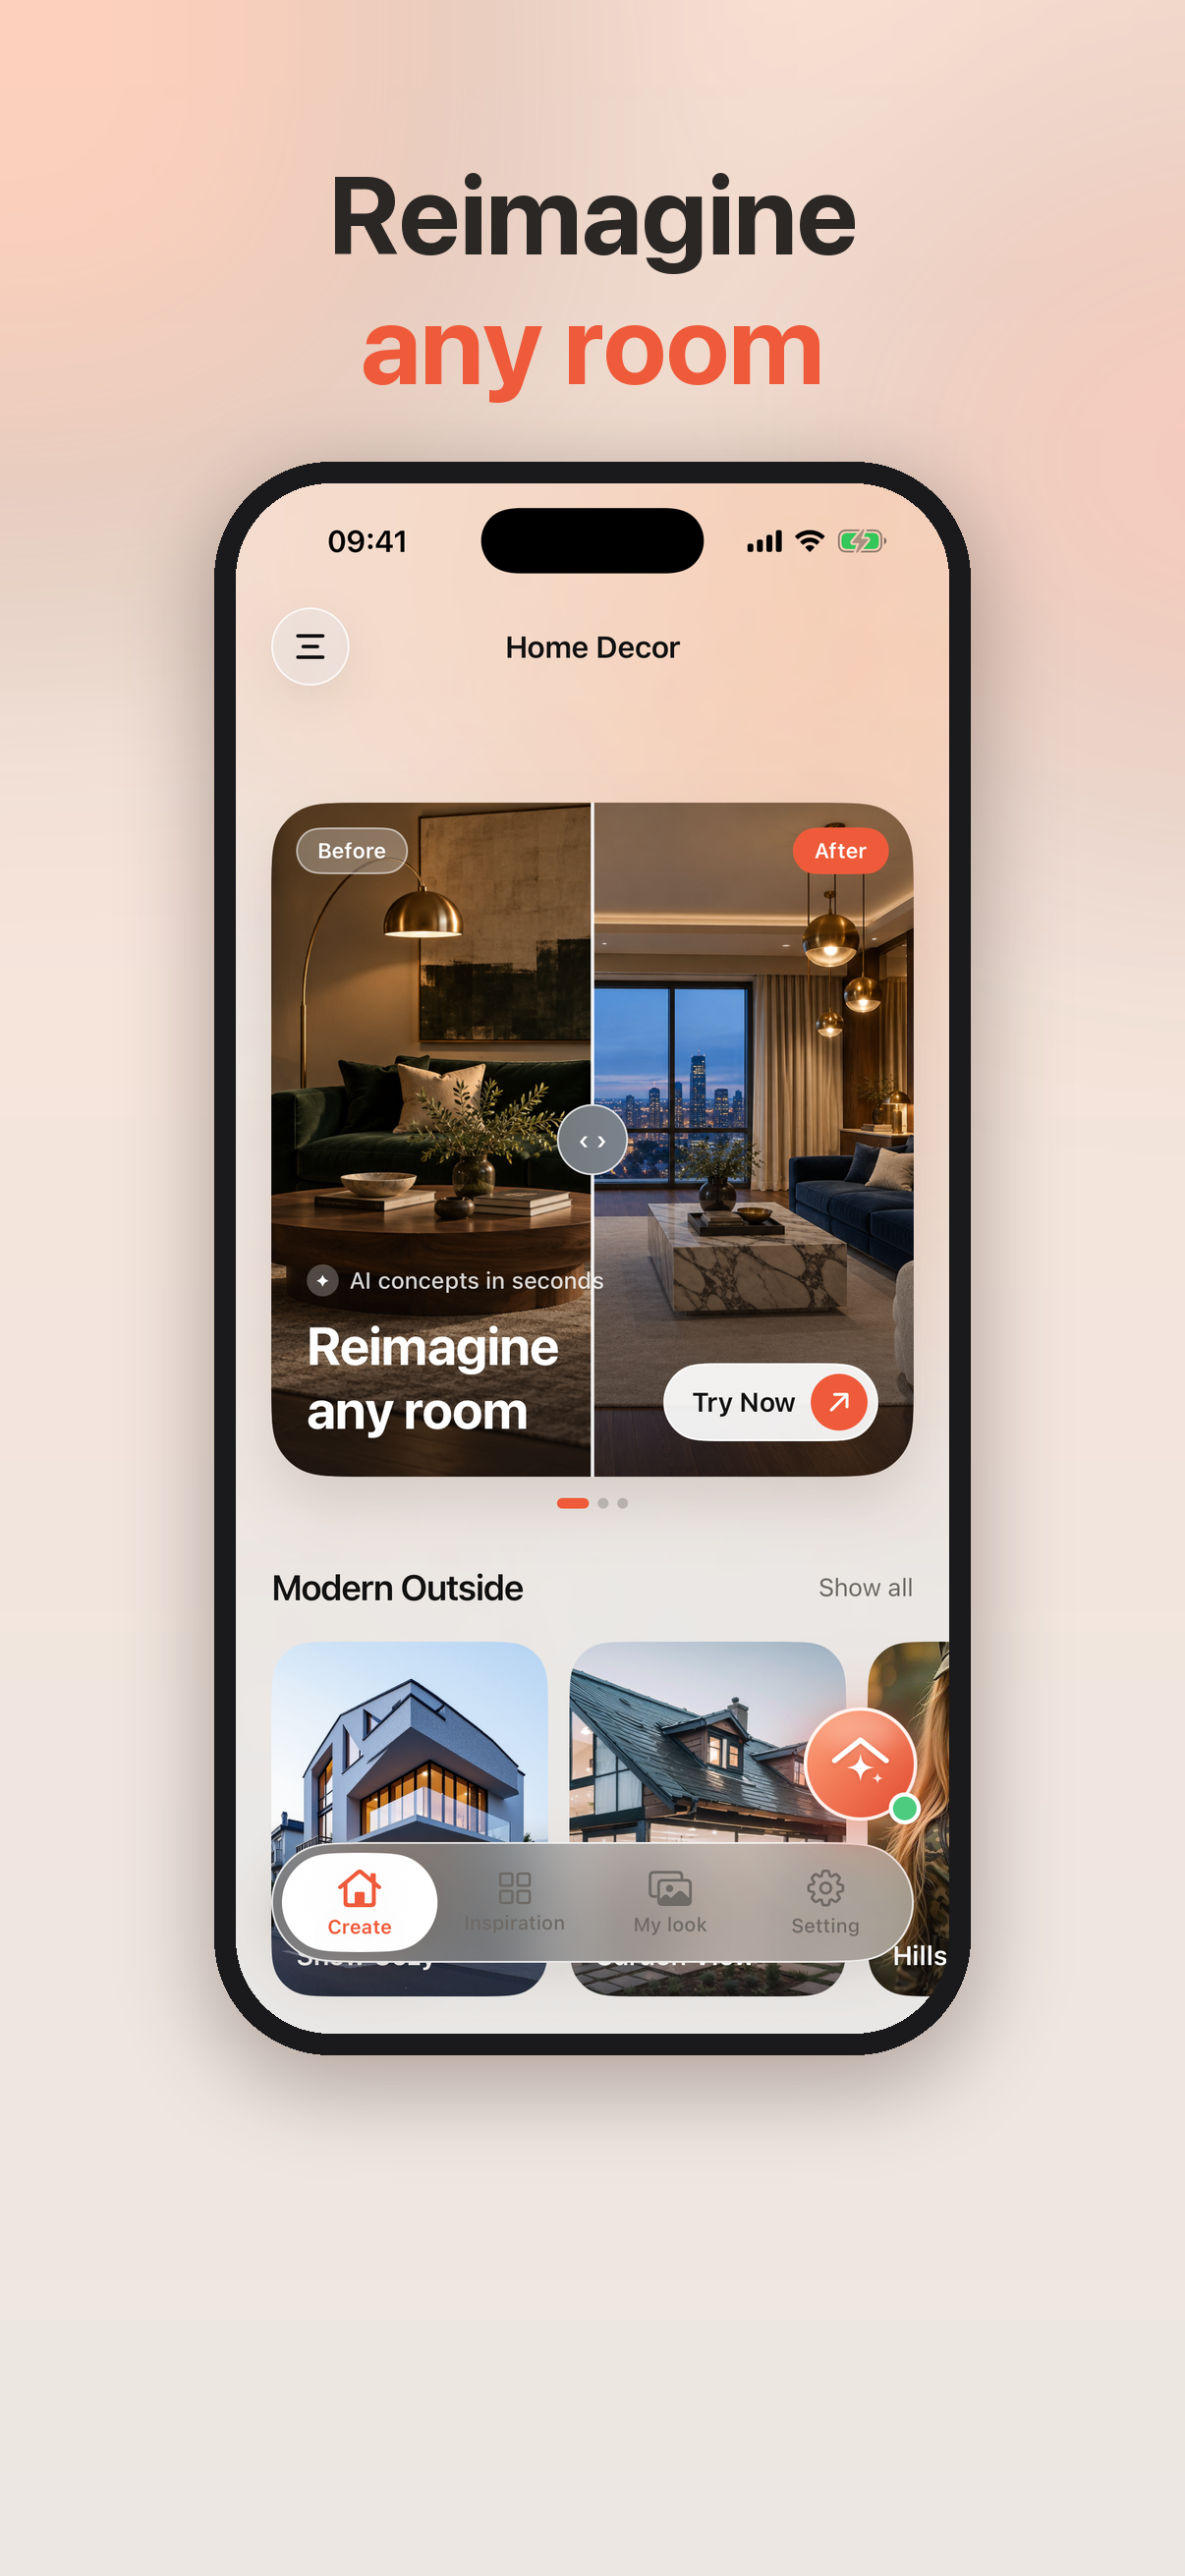 Reimagine
any room
09:41
Home Decor
Before
After
AI concepts in seconds
Reimagine
any room
Try Now
Modern Outside
Show all
Create
Inspiration
My look
Setting
Hills